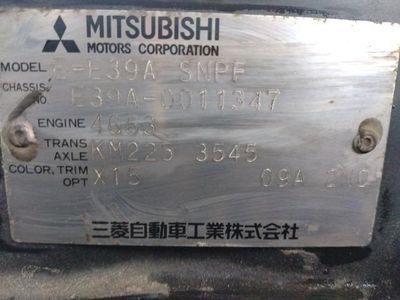 MITSUBISHI
MOTORS CORPORATION
MODEL E-E39A SNPF
CHASSIS NO. E39A-0011347
ENGINE 4G63
TRANS AXLE KM225 3545
COLOR, TRIM OPT X15 09A
三菱自動車工業株式会社